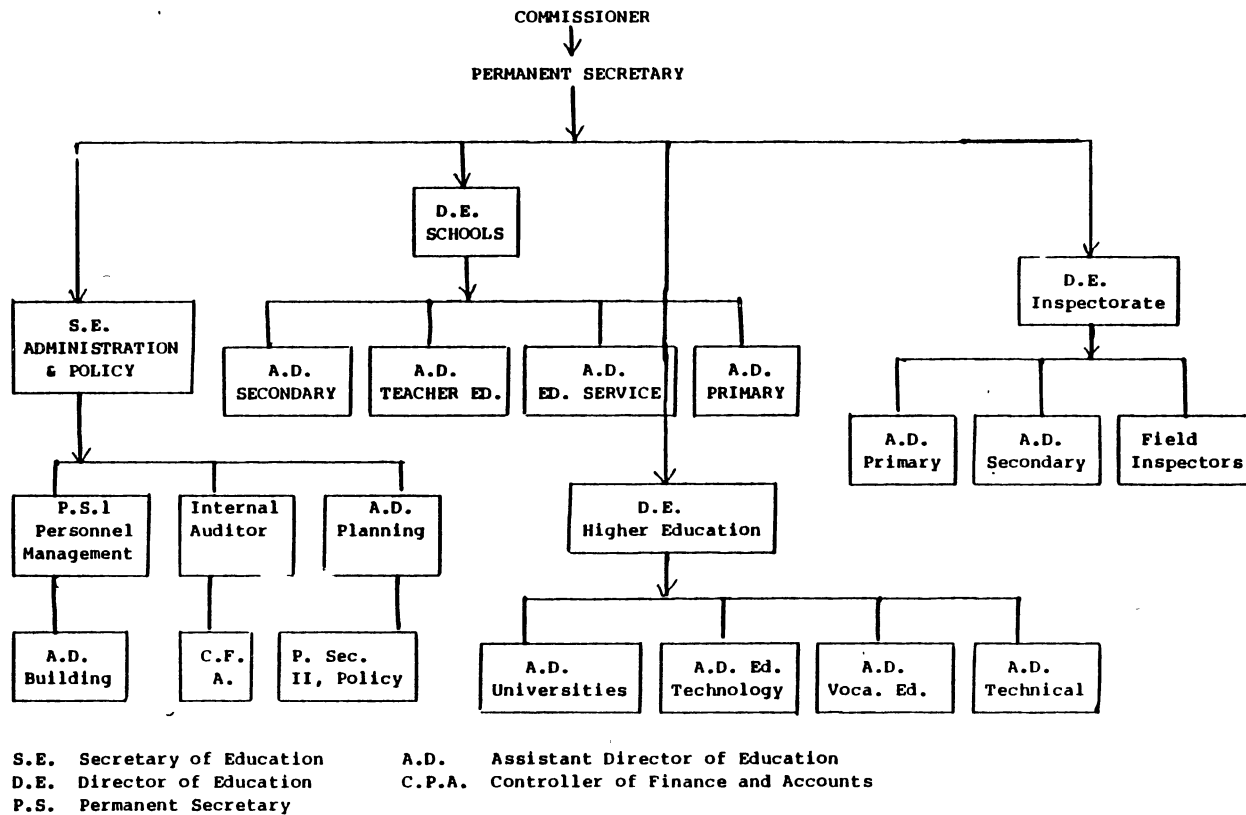 COMMISSIONER
PERMANENT SECRETARY
D.E.
SCHOOLS
D.E.
Inspectorate
S.E.
ADMINISTRATION
& POLICY
A.D.
SECONDARY
A.D.
TEACHER ED.
A.D.
ED. SERVICE
A.D.
PRIMARY
A.D.
Primary
A.D.
Secondary
Field
Inspectors
P.S.1
Personnel
Management
Internal
Auditor
A.D.
Planning
D.E.
Higher Education
A.D.
Building
C.F.
A.
P. Sec.
II, Policy
A.D.
Universities
A.D. Ed.
Technology
A.D.
Voca. Ed.
A.D.
Technical
S.E. Secretary of Education A.D. Assistant Director of Education
D.E. Director of Education C.P.A. Controller of Finance and Accounts
P.S. Permanent Secretary